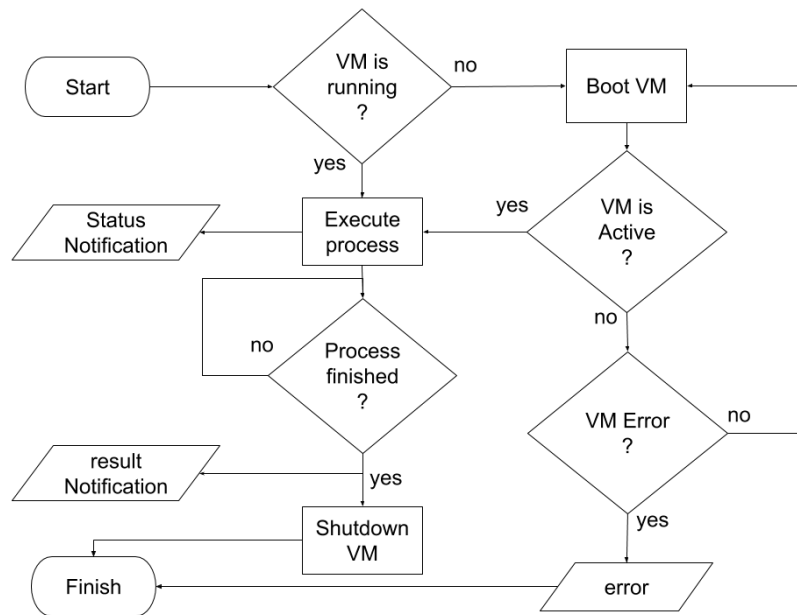 Start
VM is
running
?
no
Boot VM
yes
Status
Notification
Execute
process
yes
VM is
Active
?
no
no
Process
finished
?
VM Error
?
no
result
Notification
yes
Shutdown
VM
yes
Finish
error